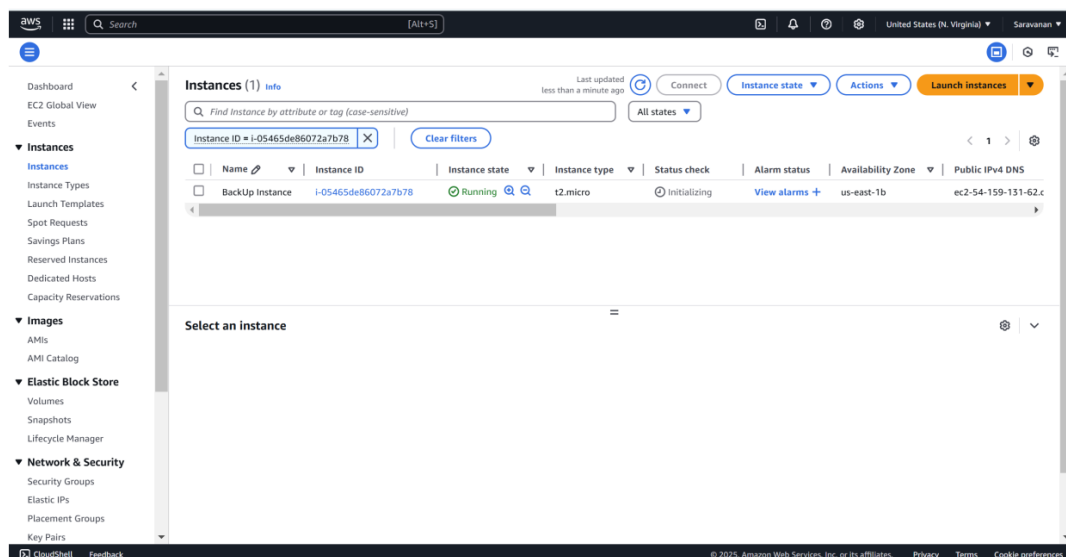 aws Search [Alt+S] United States (N. Virginia) Saravanan
Dashboard
EC2 Global View
Events
Instances
Instances
Instance Types
Launch Templates
Spot Requests
Savings Plans
Reserved Instances
Dedicated Hosts
Capacity Reservations
Images
AMIs
AMI Catalog
Elastic Block Store
Volumes
Snapshots
Lifecycle Manager
Network & Security
Security Groups
Elastic IPs
Placement Groups
Key Pairs
Instances (1) Info
Last updated
less than a minute ago
Connect Instance state Actions Launch instances
Find Instance by attribute or tag (case-sensitive) All states
Instance ID = i-05465de86072a7b78 Clear filters 1
Name Instance ID Instance state Instance type Status check Alarm status Availability Zone Public IPv4 DNS
BackUp Instance i-05465de86072a7b78 Running t2.micro Initializing View alarms + us-east-1b ec2-54-159-131-62.c
Select an instance
CloudShell Feedback © 2025, Amazon Web Services, Inc. or its affiliates. Privacy Terms Cookie preferences